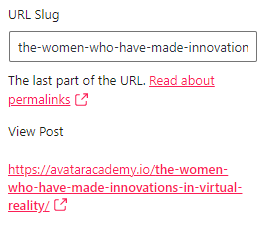 URL Slug
the-women-who-have-made-innovation
The last part of the URL. Read about
permalinks
View Post
https://avataracademy.io/the-women-
who-have-made-innovations-in-virtual-
reality/